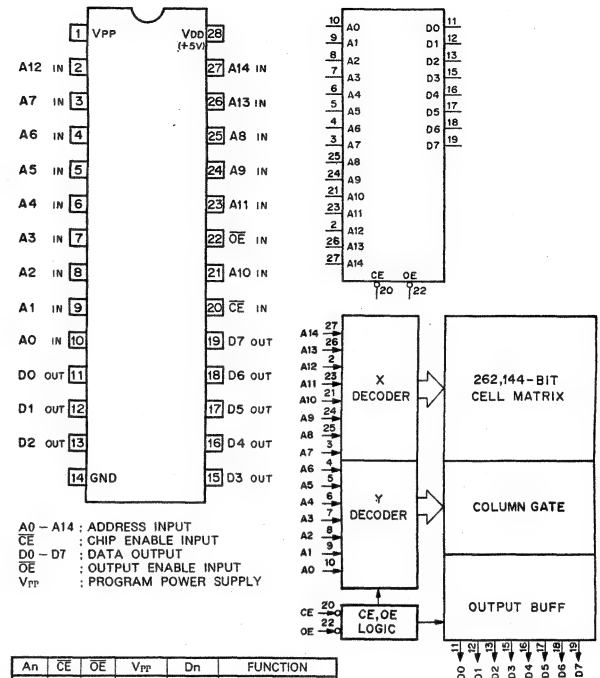 1 VPP VDD 28
(+5V)
A12 IN 2 27 A14 IN
A7 IN 3 26 A13 IN
A6 IN 4 25 A8 IN
A5 IN 5 24 A9 IN
A4 IN 6 23 A11 IN
A3 IN 7 22 OE IN
A2 IN 8 21 A10 IN
A1 IN 9 20 CE IN
A0 IN 10 19 D7 OUT
D0 OUT 11 18 D6 OUT
D1 OUT 12 17 D5 OUT
D2 OUT 13 16 D4 OUT
14 GND 15 D3 OUT
A0 – A14 ; ADDRESS INPUT
CE ; CHIP ENABLE INPUT
D0 – D7 ; DATA OUTPUT
OE ; OUTPUT ENABLE INPUT
VPP ; PROGRAM POWER SUPPLY
An CE OE VPP Dn FUNCTION
10 A0 D0 11
9 A1 D1 12
8 A2 D2 13
7 A3 D3 15
6 A4 D4 16
5 A5 D5 17
4 A6 D6 18
3 A7 D7 19
25 A8
24 A9
21 A10
23 A11
2 A12
26 A13
27 A14
CE OE
20 22
A14 27
A13 26
A12 2
A11 23
A10 21
A9 24
A8 25
A7 3
A6 4
A5 5
A4 6
A3 7
A2 8
A1 9
A0 10
X
DECODER
Y
DECODER
262,144-BIT
CELL MATRIX
COLUMN GATE
OUTPUT BUFF
CE 20
OE 22
CE,OE
LOGIC
11 12 13 15 16 17 18 19
D0 D1 D2 D3 D4 D5 D6 D7